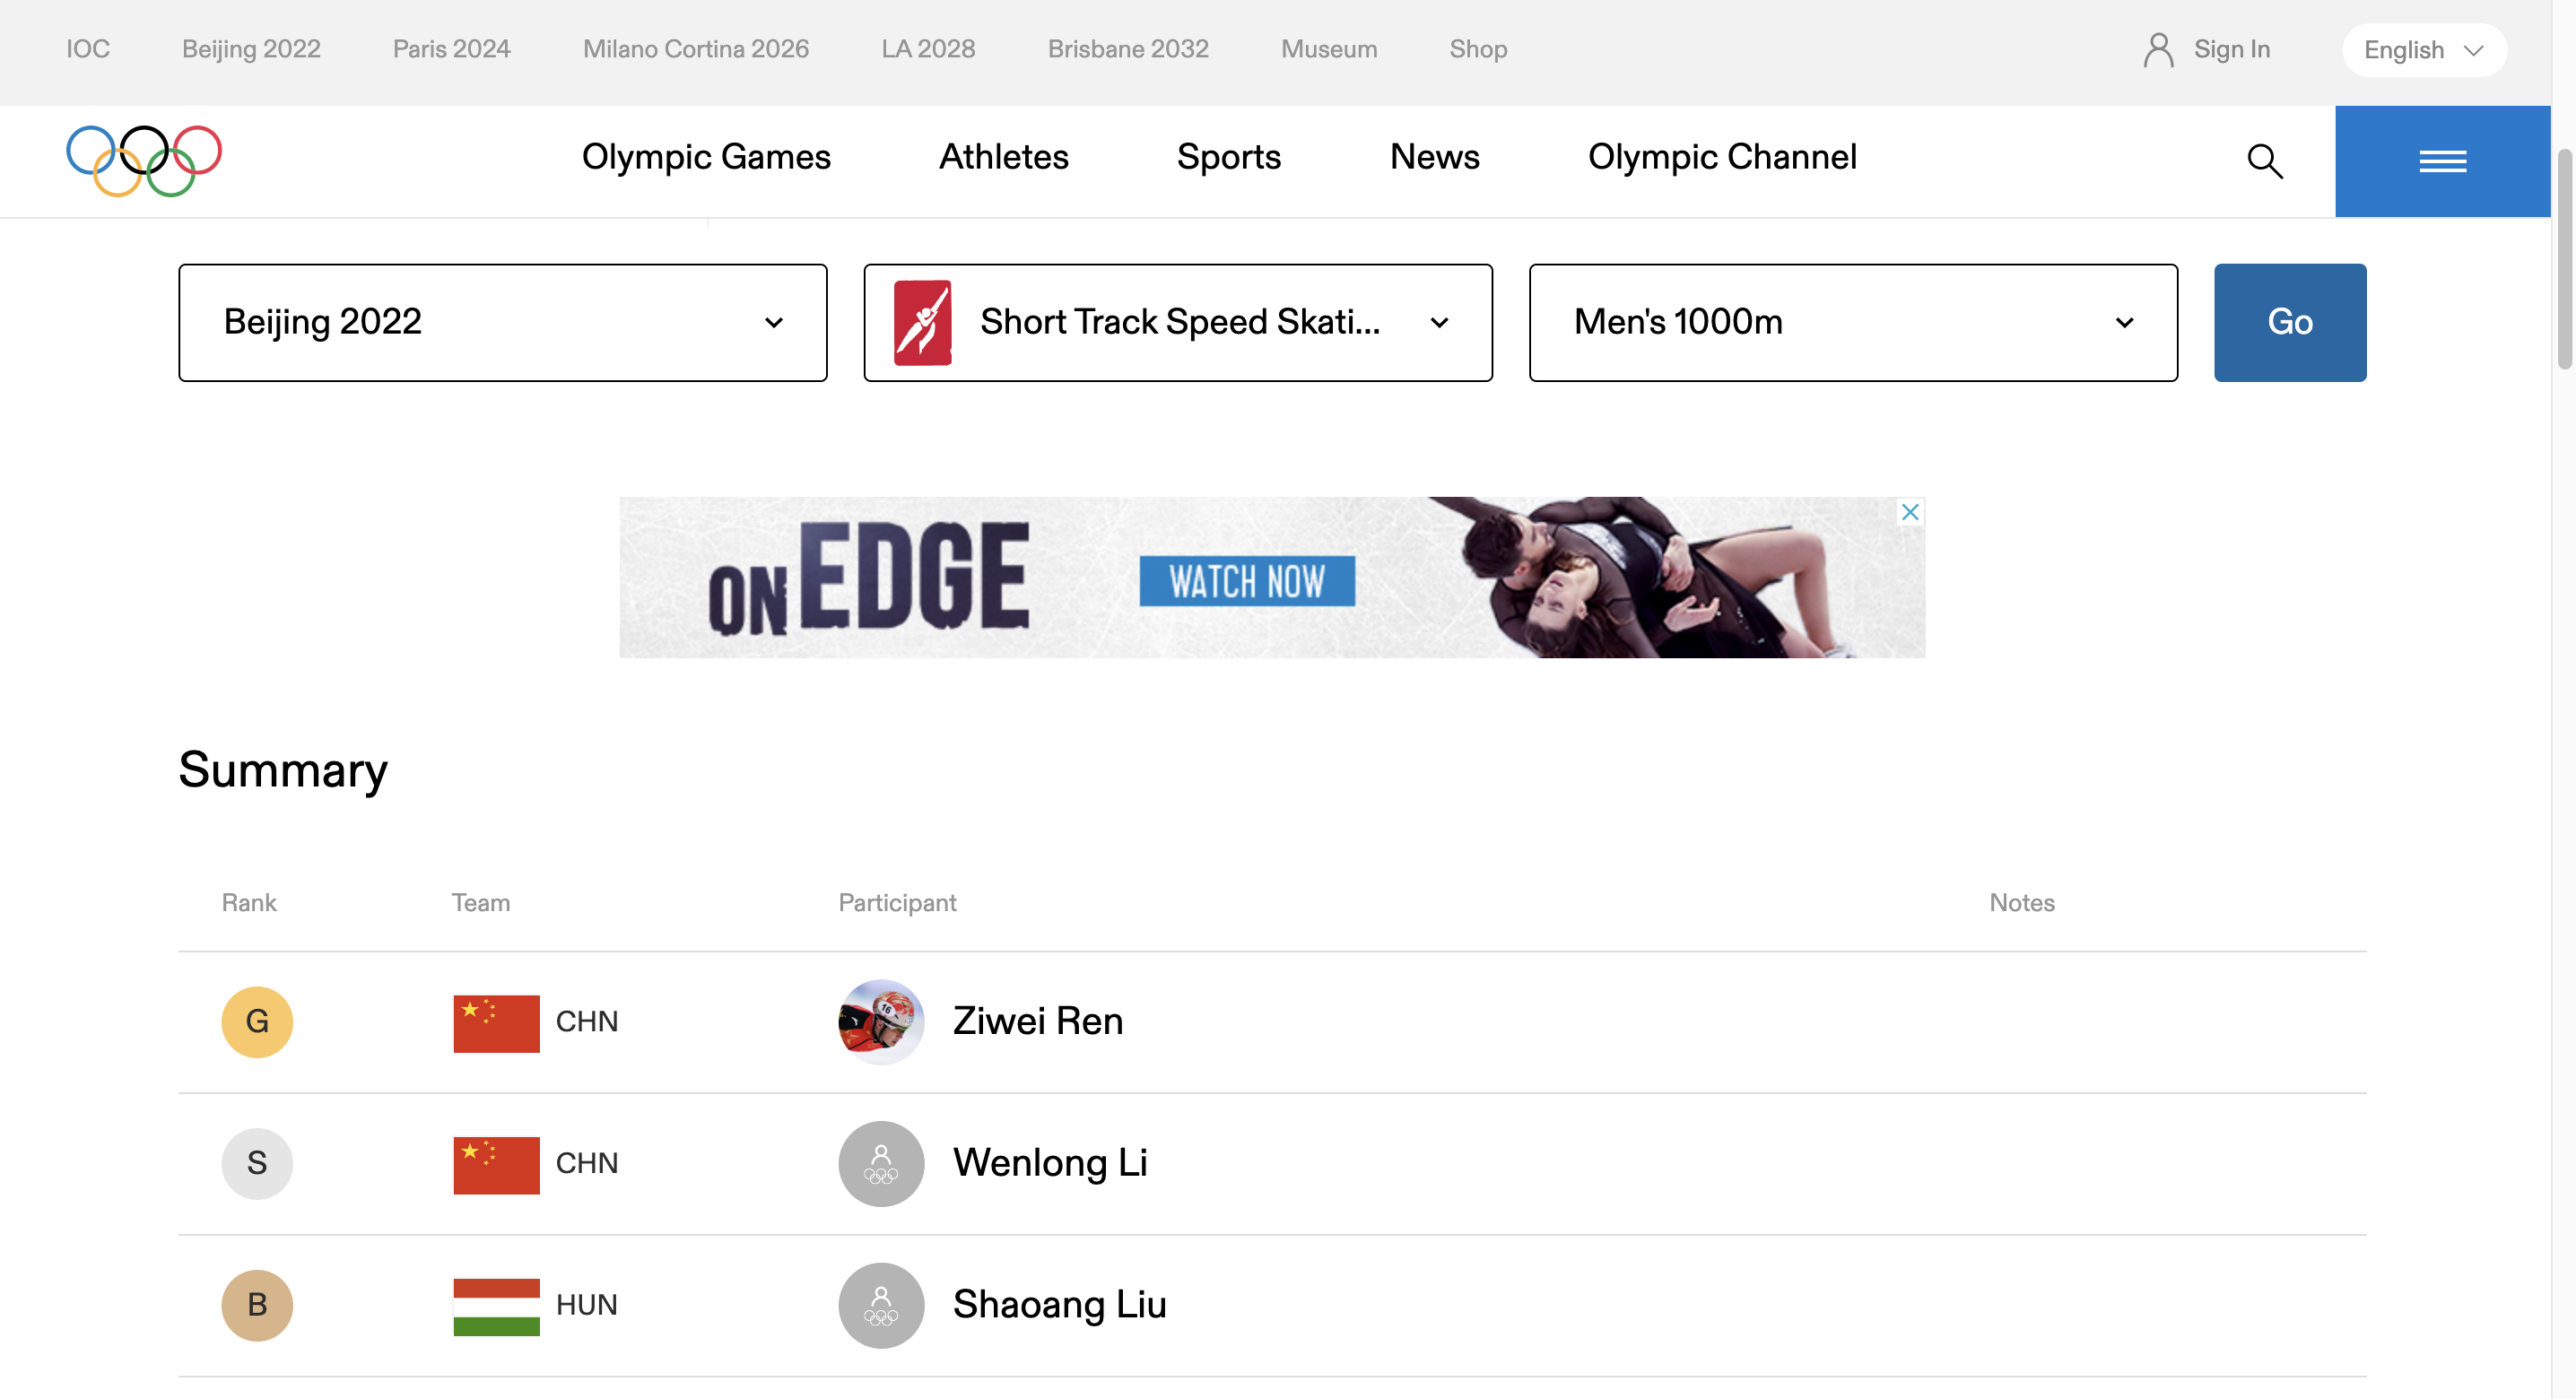 IOC Beijing 2022 Paris 2024 Milano Cortina 2026 LA 2028 Brisbane 2032 Museum Shop Sign In English
Olympic Games Athletes Sports News Olympic Channel
Beijing 2022 Short Track Speed Skati... Men's 1000m Go
ON EDGE WATCH NOW
Summary
Rank Team Participant Notes
G CHN 16 Ziwei Ren
S CHN Wenlong Li
B HUN Shaoang Liu